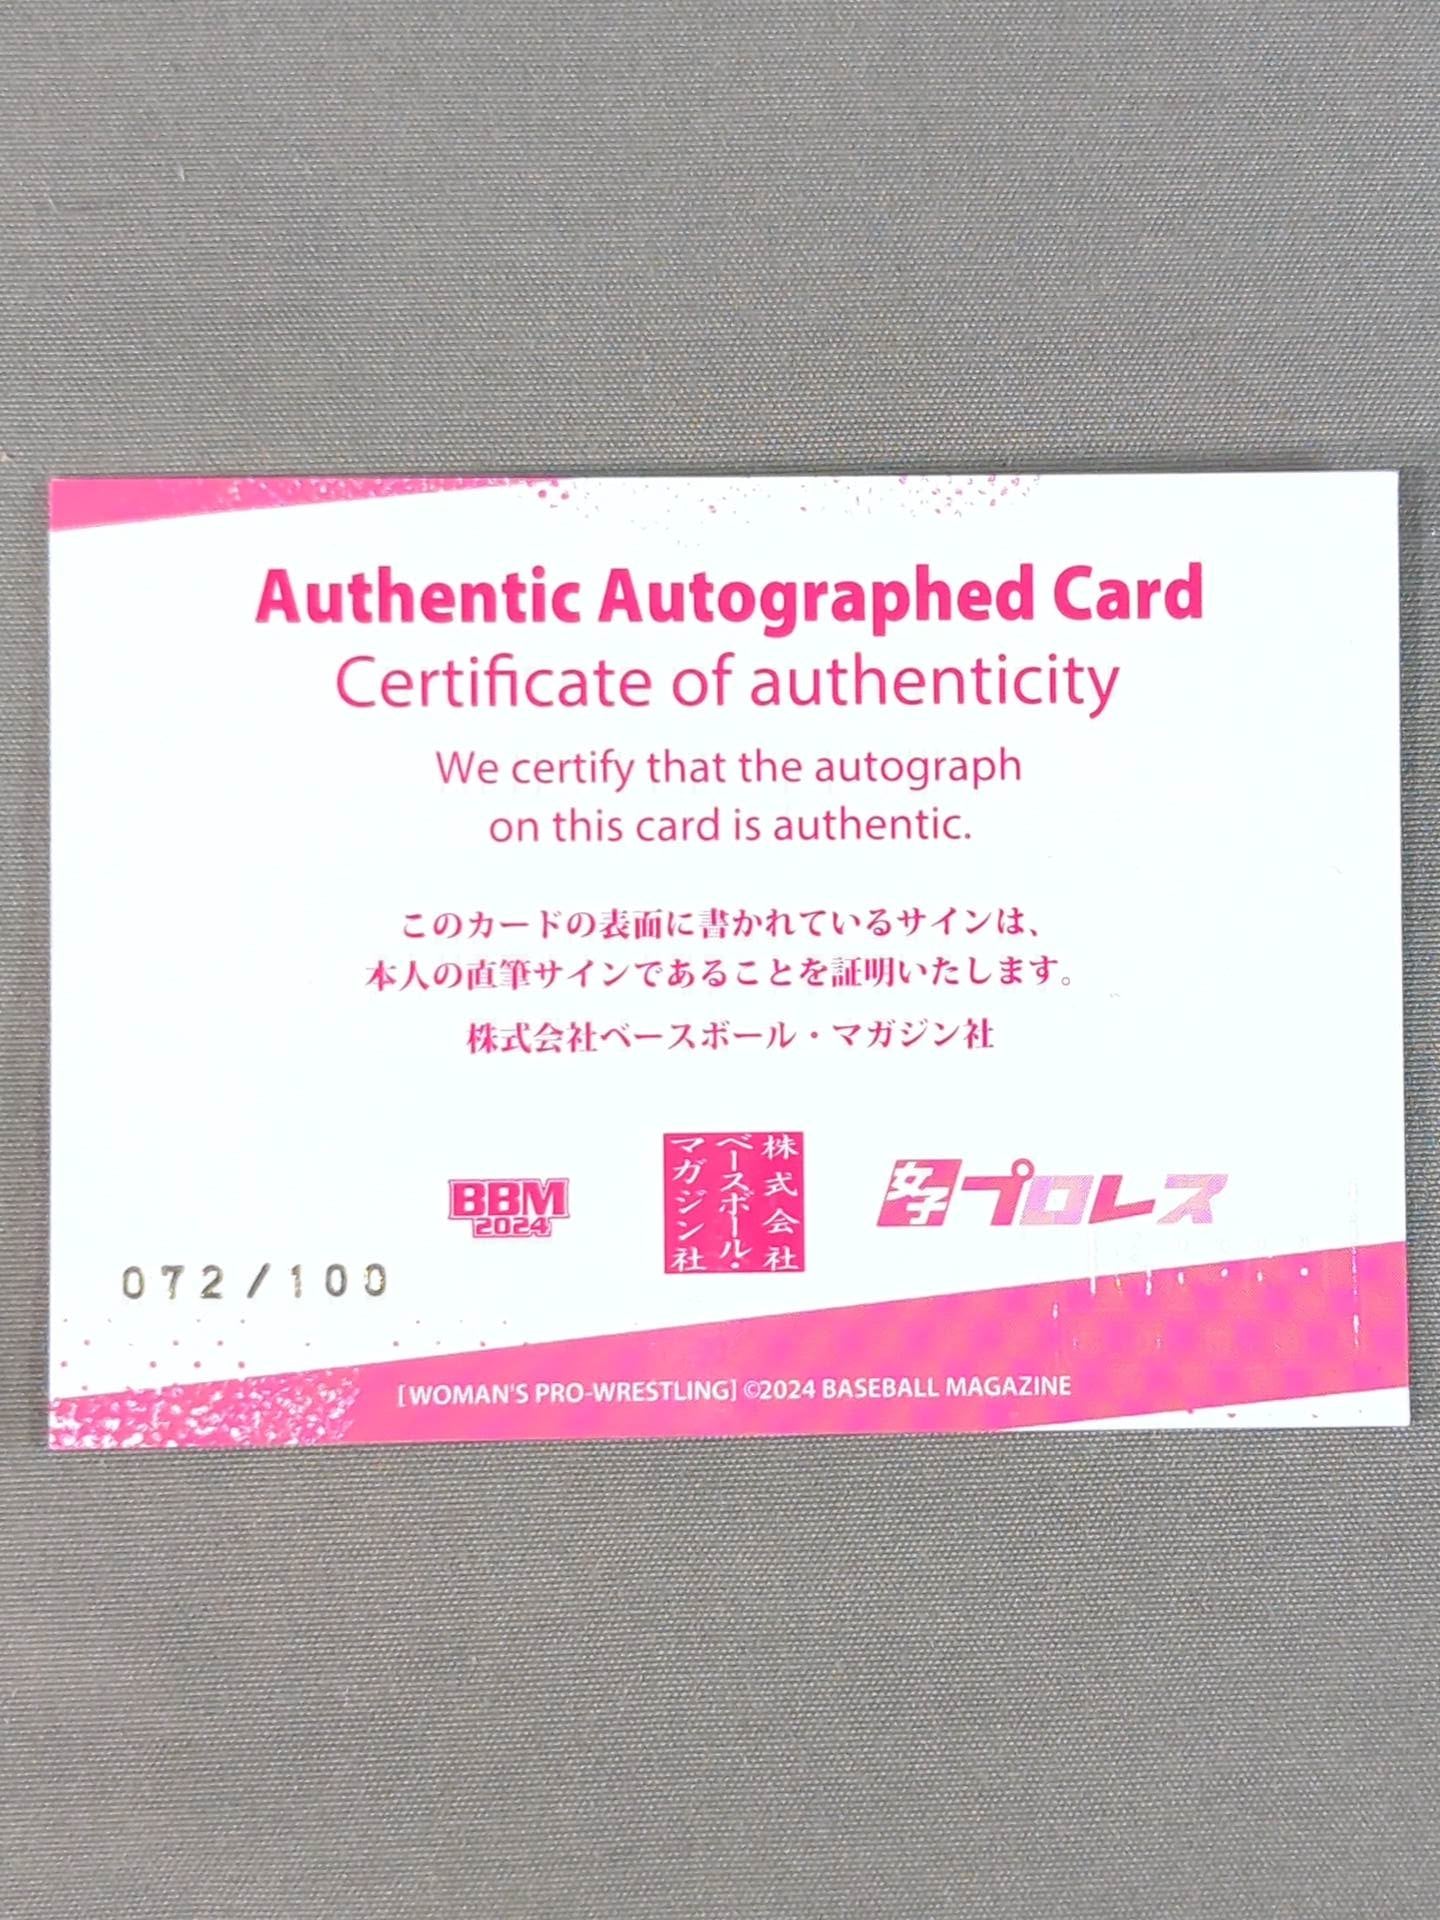 Authentic Autographed Card
Certificate of authenticity
We certify that the autograph
on this card is authentic.
このカードの表面に書かれているサインは、
本人の直筆サインであることを証明いたします。
株式会社ベースボール・マガジン社
BBM
2024
株式会社
ベースボール・
マガジン社
女子プロレス
072/100
[WOMAN'S PRO-WRESTLING] ©2024 BASEBALL MAGAZINE